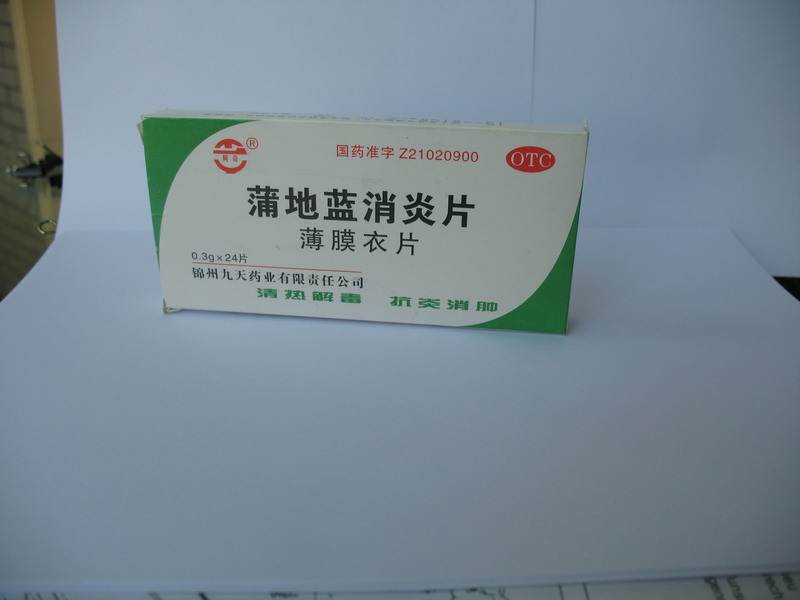 ®
国药准字 Z21020900
OTC
蒲地蓝消炎片
薄膜衣片
0.3g×24片
锦州九天药业有限责任公司
清热解毒 抗炎消肿